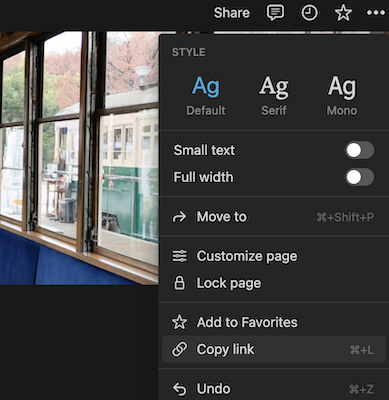 Share
STYLE
Ag Ag Ag
Default Serif Mono
Small text
Full width
Move to ⌘+Shift+P
Customize page
Lock page
Add to Favorites
Copy link ⌘+L
Undo ⌘+Z